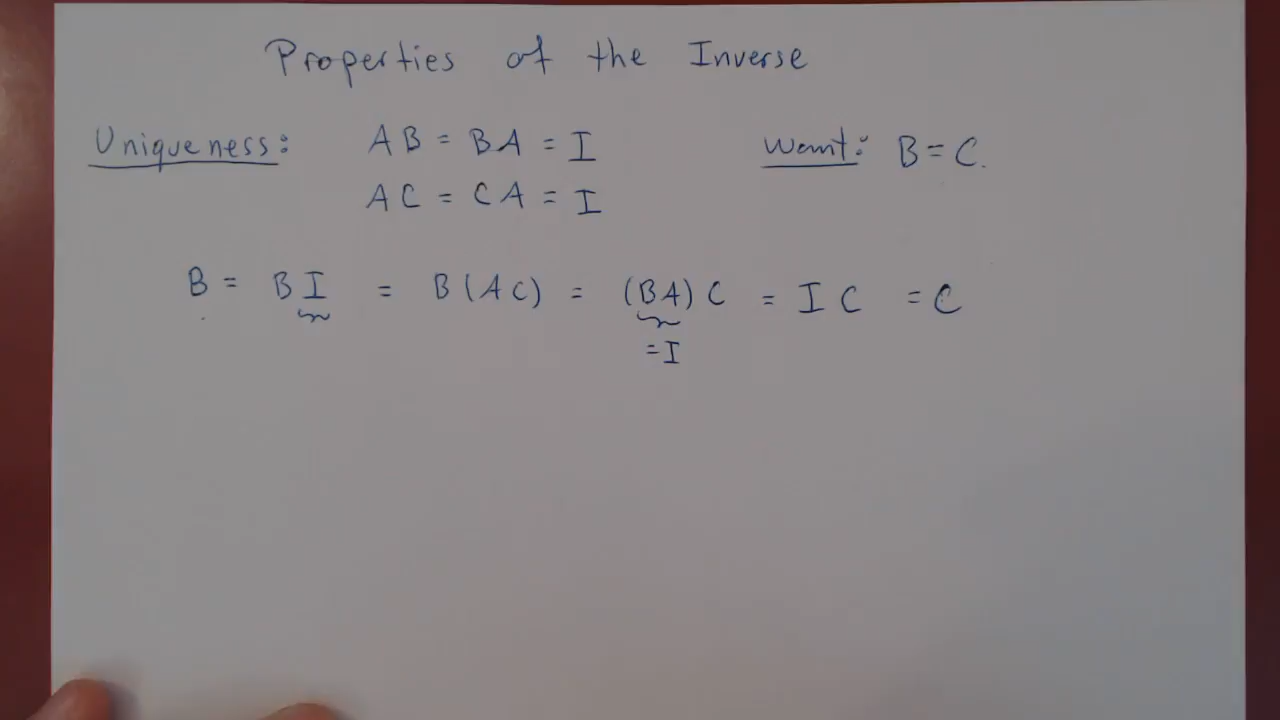 Properties of the Inverse
Uniqueness: AB = BA = I Want: B = C.
AC = CA = I
B = BI = B(AC) = (BA)C = IC = C
=I